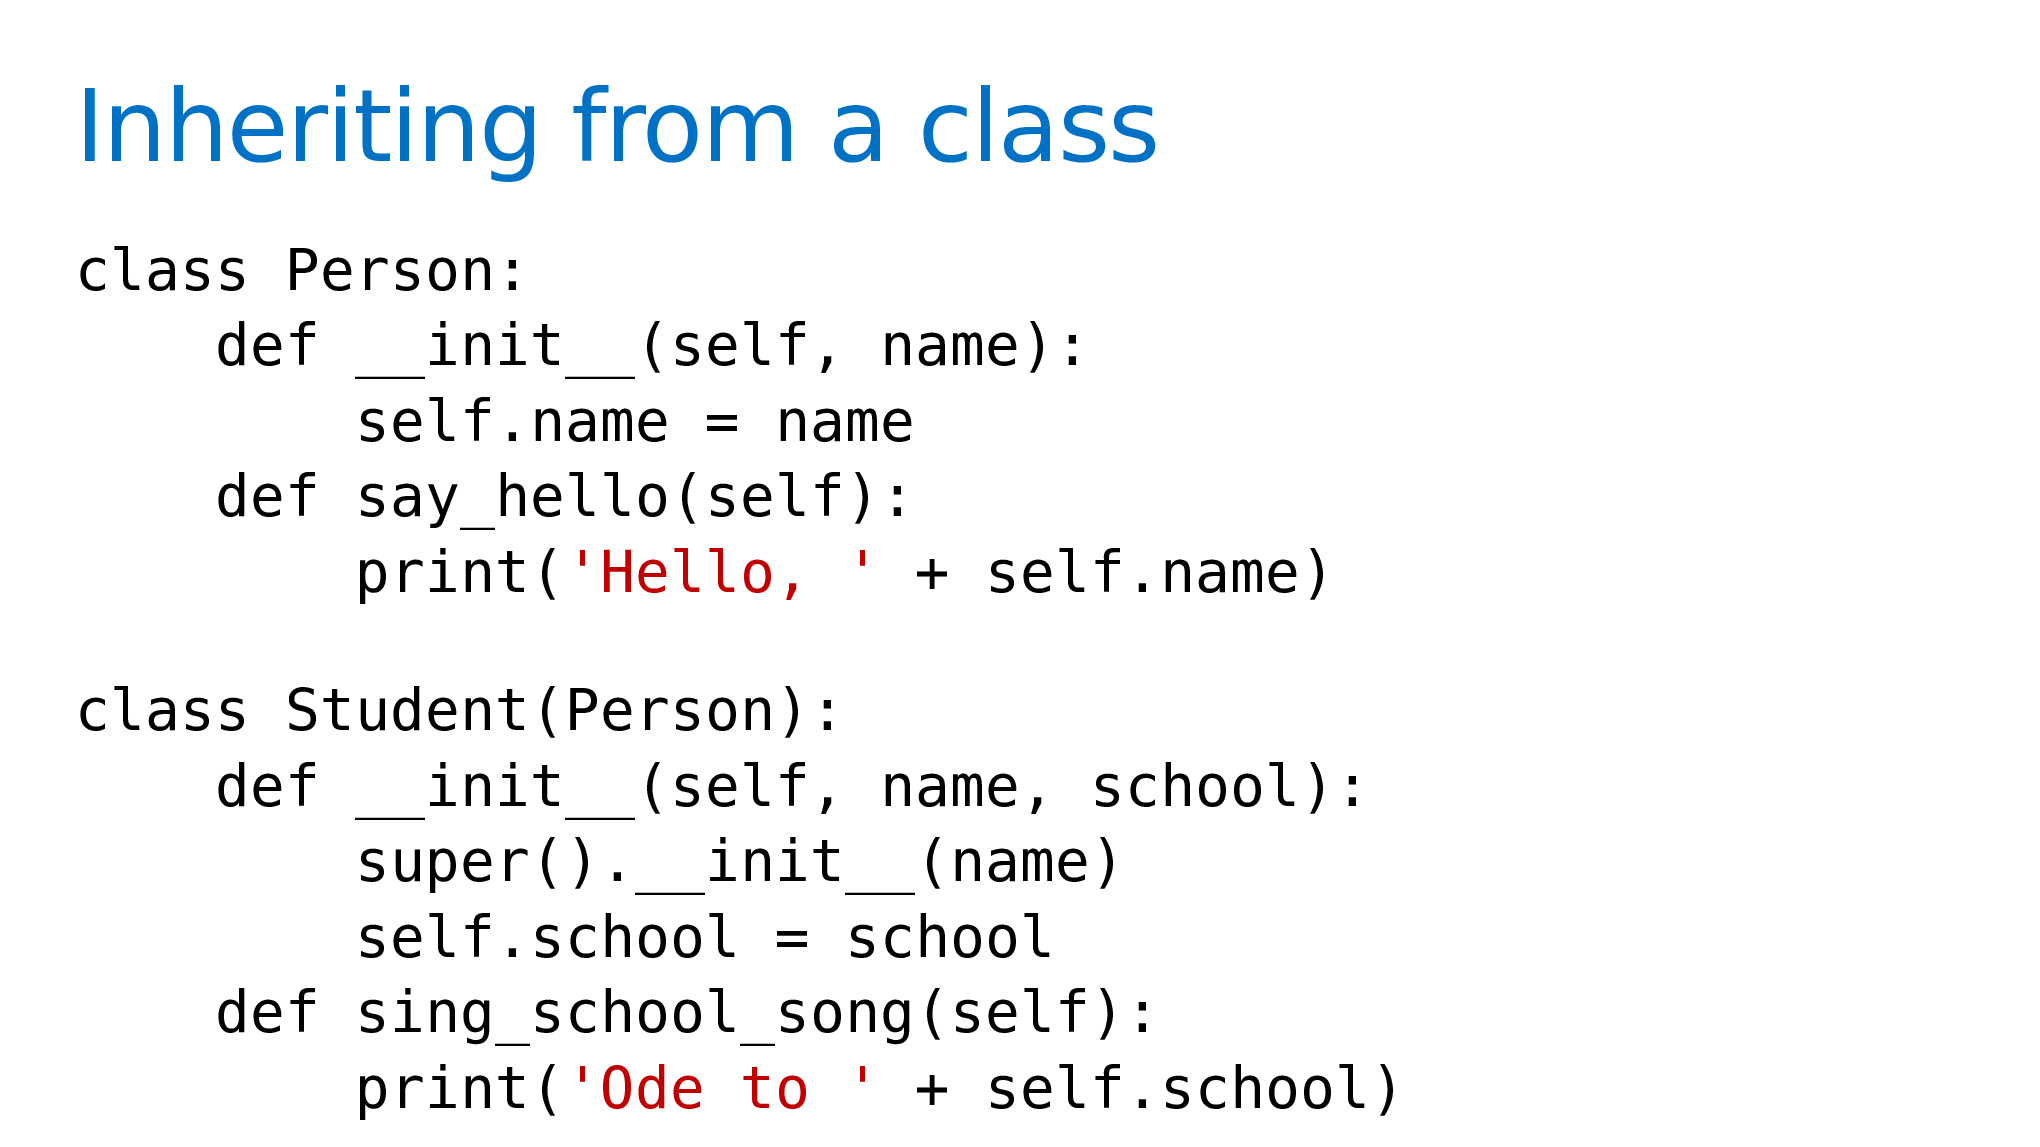 Inheriting from a class
class Person:
    def __init__(self, name):
        self.name = name
    def say_hello(self):
        print('Hello, ' + self.name)

class Student(Person):
    def __init__(self, name, school):
        super().__init__(name)
        self.school = school
    def sing_school_song(self):
        print('Ode to ' + self.school)